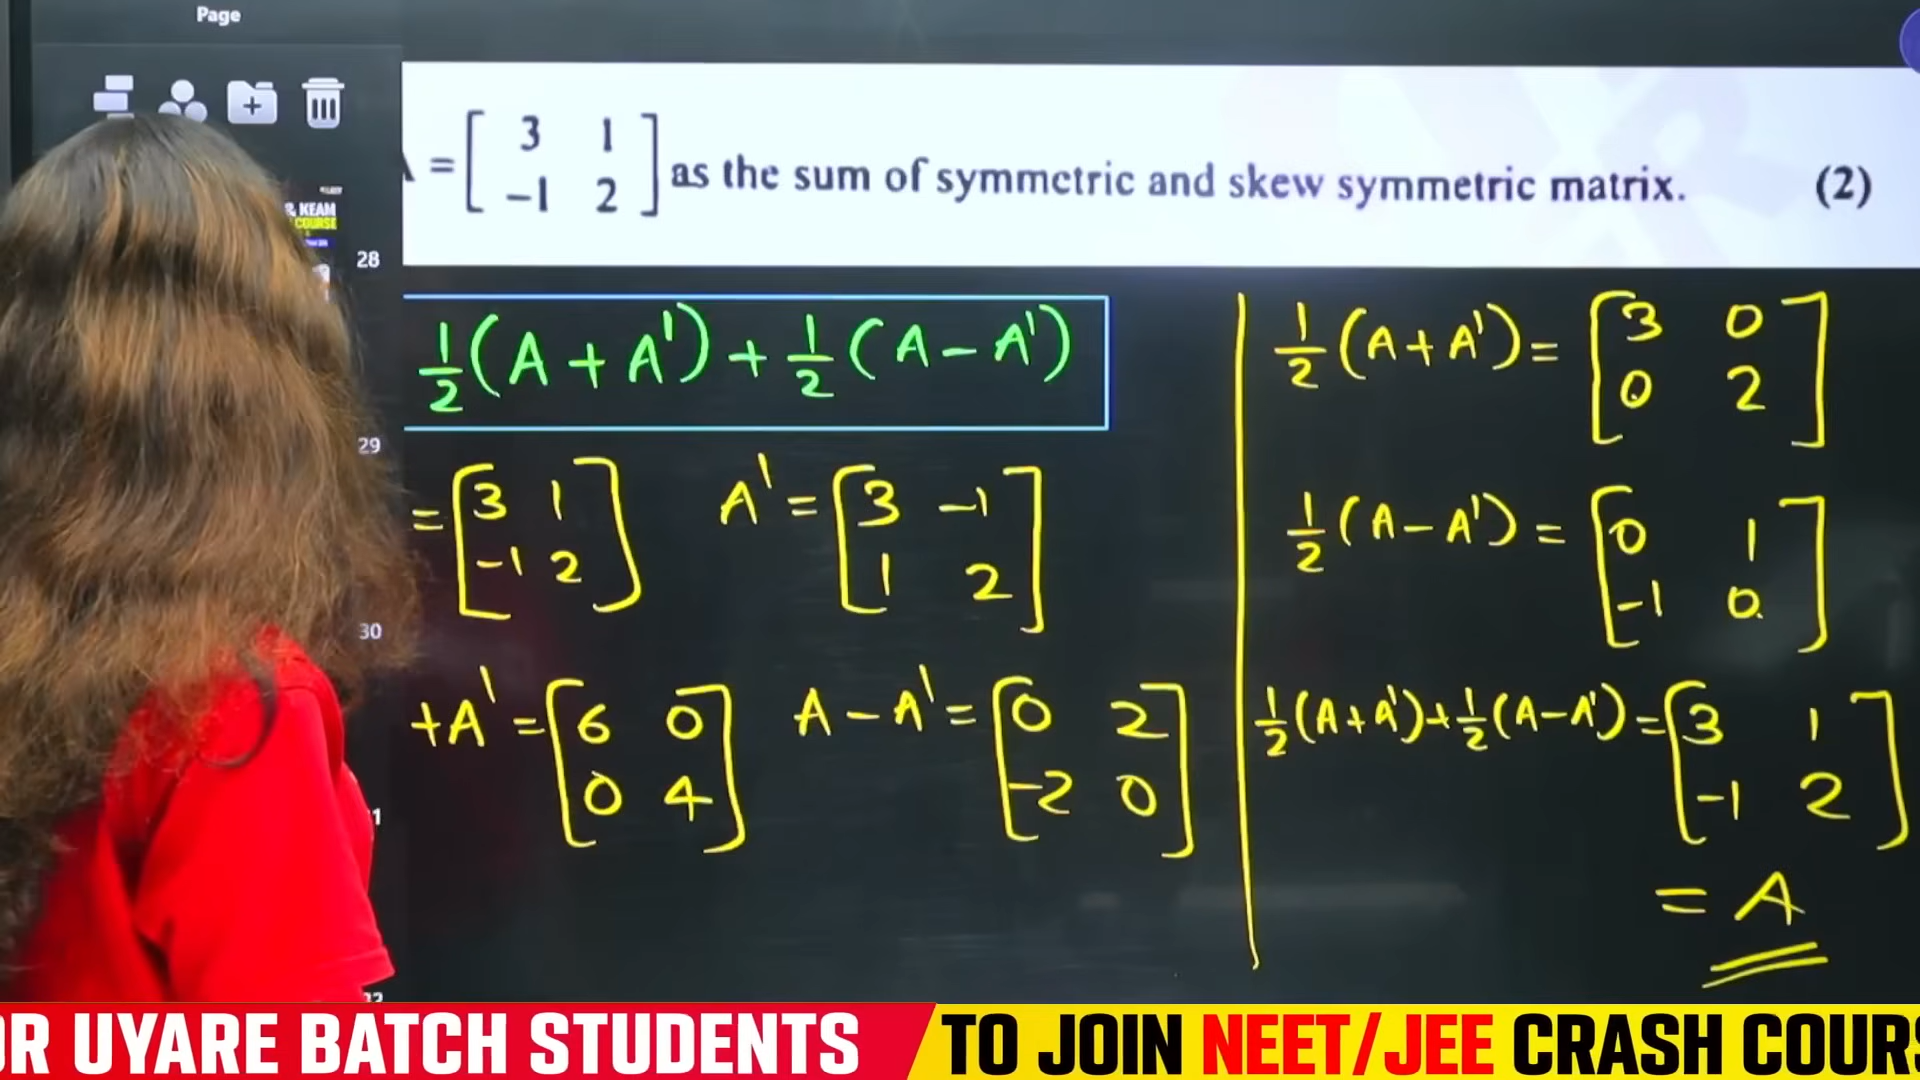 Page
& KEAM
COURSE
28
29
30
= [ 3 1
-1 2 ] as the sum of symmetric and skew symmetric matrix. (2)
1/2 (A + A') + 1/2 (A - A')
= [ 3 1
-1 2 ] A' = [ 3 -1
1 2 ]
+A' = [ 6 0
0 4 ] A - A' = [ 0 2
-2 0 ]
1/2 (A + A') = [ 3 0
0 2 ]
1/2 (A - A') = [ 0 1
-1 0 ]
1/2 (A + A') + 1/2 (A - A') = [ 3 1
-1 2 ]
= A
OR UYARE BATCH STUDENTS
TO JOIN NEET/JEE CRASH COURS